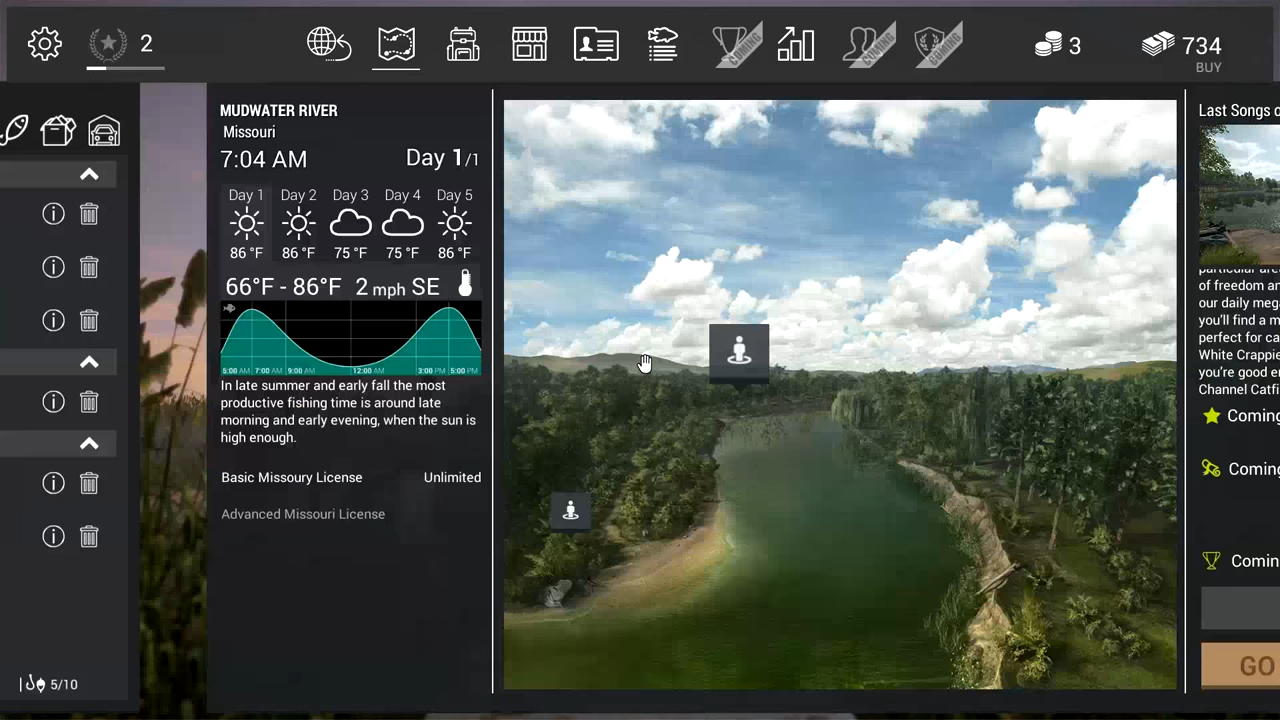 2
COMING
COMING
COMING
3
734
BUY
MUDWATER RIVER
Missouri
7:04 AM
Day 1/1
Day 1
Day 2
Day 3
Day 4
Day 5
86 °F
86 °F
75 °F
75 °F
86 °F
66°F - 86°F 2 mph SE
5:00 AM 7:00 AM 9:00 AM 12:00 AM 3:00 PM 5:00 PM
In late summer and early fall the most
productive fishing time is around late
morning and early evening, when the sun is
high enough.
Basic Missoury License Unlimited
Advanced Missouri License
5/10
Last Songs o
particular area
of freedom an
our daily meg
you'll find a m
perfect for ca
White Crappie
you're good e
Channel Catfi
Coming
Coming
Comin
GO